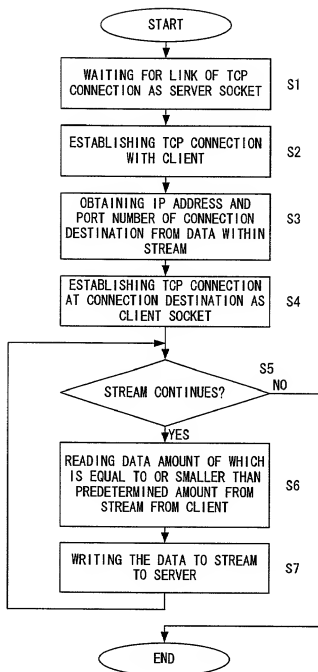 START
WAITING FOR LINK OF TCP
CONNECTION AS SERVER SOCKET
S1
ESTABLISHING TCP CONNECTION
WITH CLIENT
S2
OBTAINING IP ADDRESS AND
PORT NUMBER OF CONNECTION
DESTINATION FROM DATA WITHIN
STREAM
S3
ESTABLISHING TCP CONNECTION
AT CONNECTION DESTINATION AS
CLIENT SOCKET
S4
S5
STREAM CONTINUES?
NO
YES
READING DATA AMOUNT OF WHICH
IS EQUAL TO OR SMALLER THAN
PREDETERMINED AMOUNT FROM
STREAM FROM CLIENT
S6
WRITING THE DATA TO STREAM
TO SERVER
S7
END